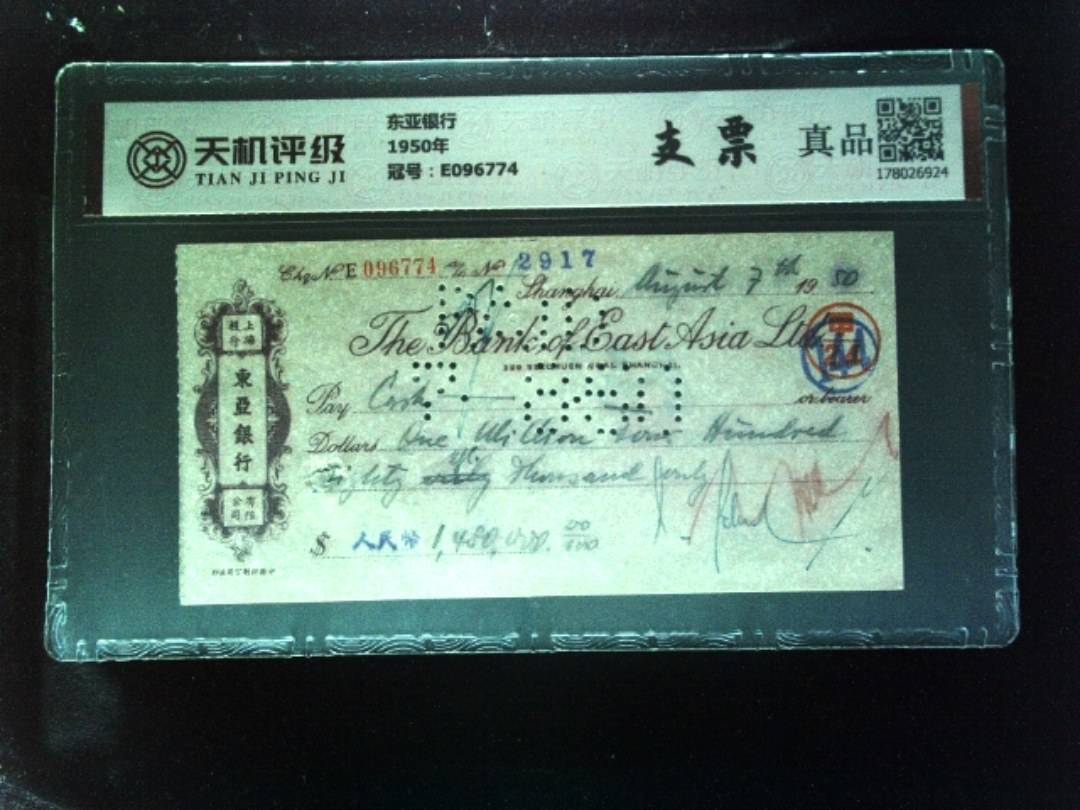 天机评级
TIAN JI PING JI
东亚银行
1950年
冠号：E096774
支票
真品
178026924
Chq. No. E 096774 a/c No 2917
Shanghai, August 7th 1950
The Bank of East Asia Ltd.
Pay Cash or bearer
Dollars One Million Four Hundred
Eighty Thousand only
$ 人民幣 1,480,000. 00/100
上海
東亞銀行
有限
公司
24